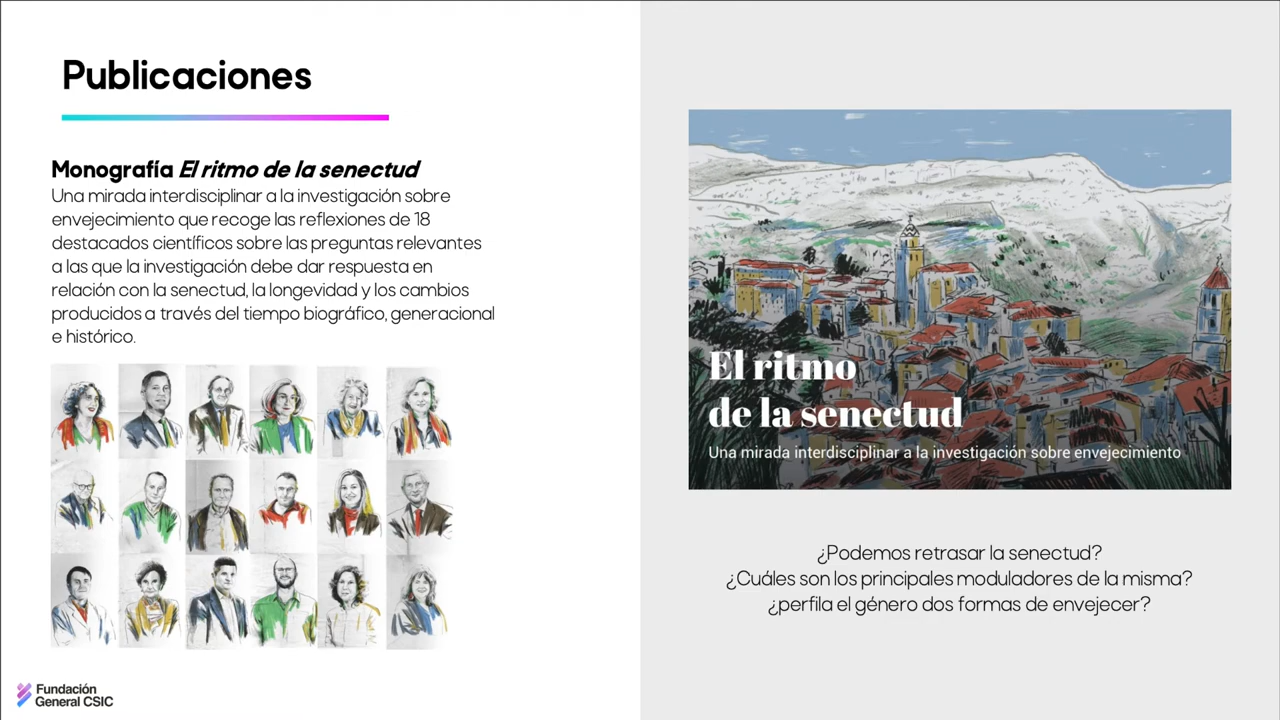 Publicaciones
Monografía El ritmo de la senectud
Una mirada interdisciplinar a la investigación sobre
envejecimiento que recoge las reflexiones de 18
destacados científicos sobre las preguntas relevantes
a las que la investigación debe dar respuesta en
relación con la senectud, la longevidad y los cambios
producidos a través del tiempo biográfico, generacional
e histórico.
Fundación
General CSIC
El ritmo
de la senectud
Una mirada interdisciplinar a la investigación sobre envejecimiento
¿Podemos retrasar la senectud?
¿Cuáles son los principales moduladores de la misma?
¿perfila el género dos formas de envejecer?